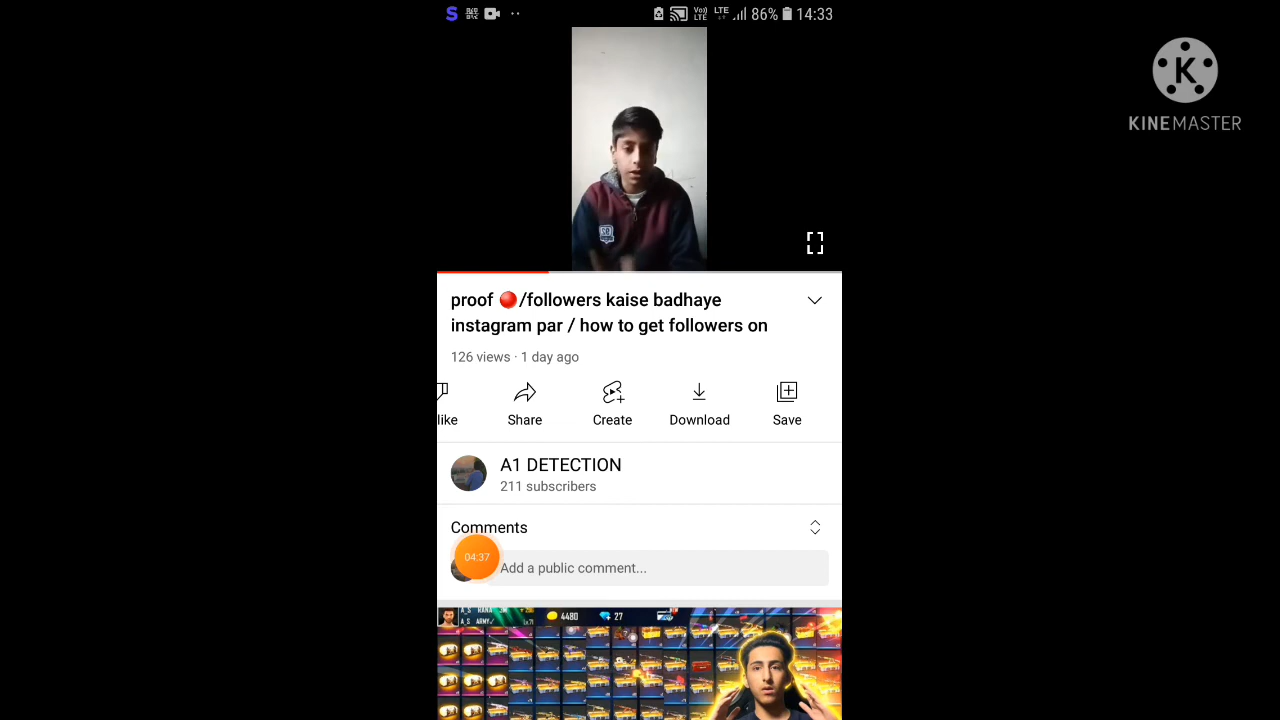 86% 14:33
KINEMASTER
proof 🔴/followers kaise badhaye
instagram par / how to get followers on
126 views · 1 day ago
like Share Create Download Save
A1 DETECTION
211 subscribers
Comments
04:37
Add a public comment...
4480 27